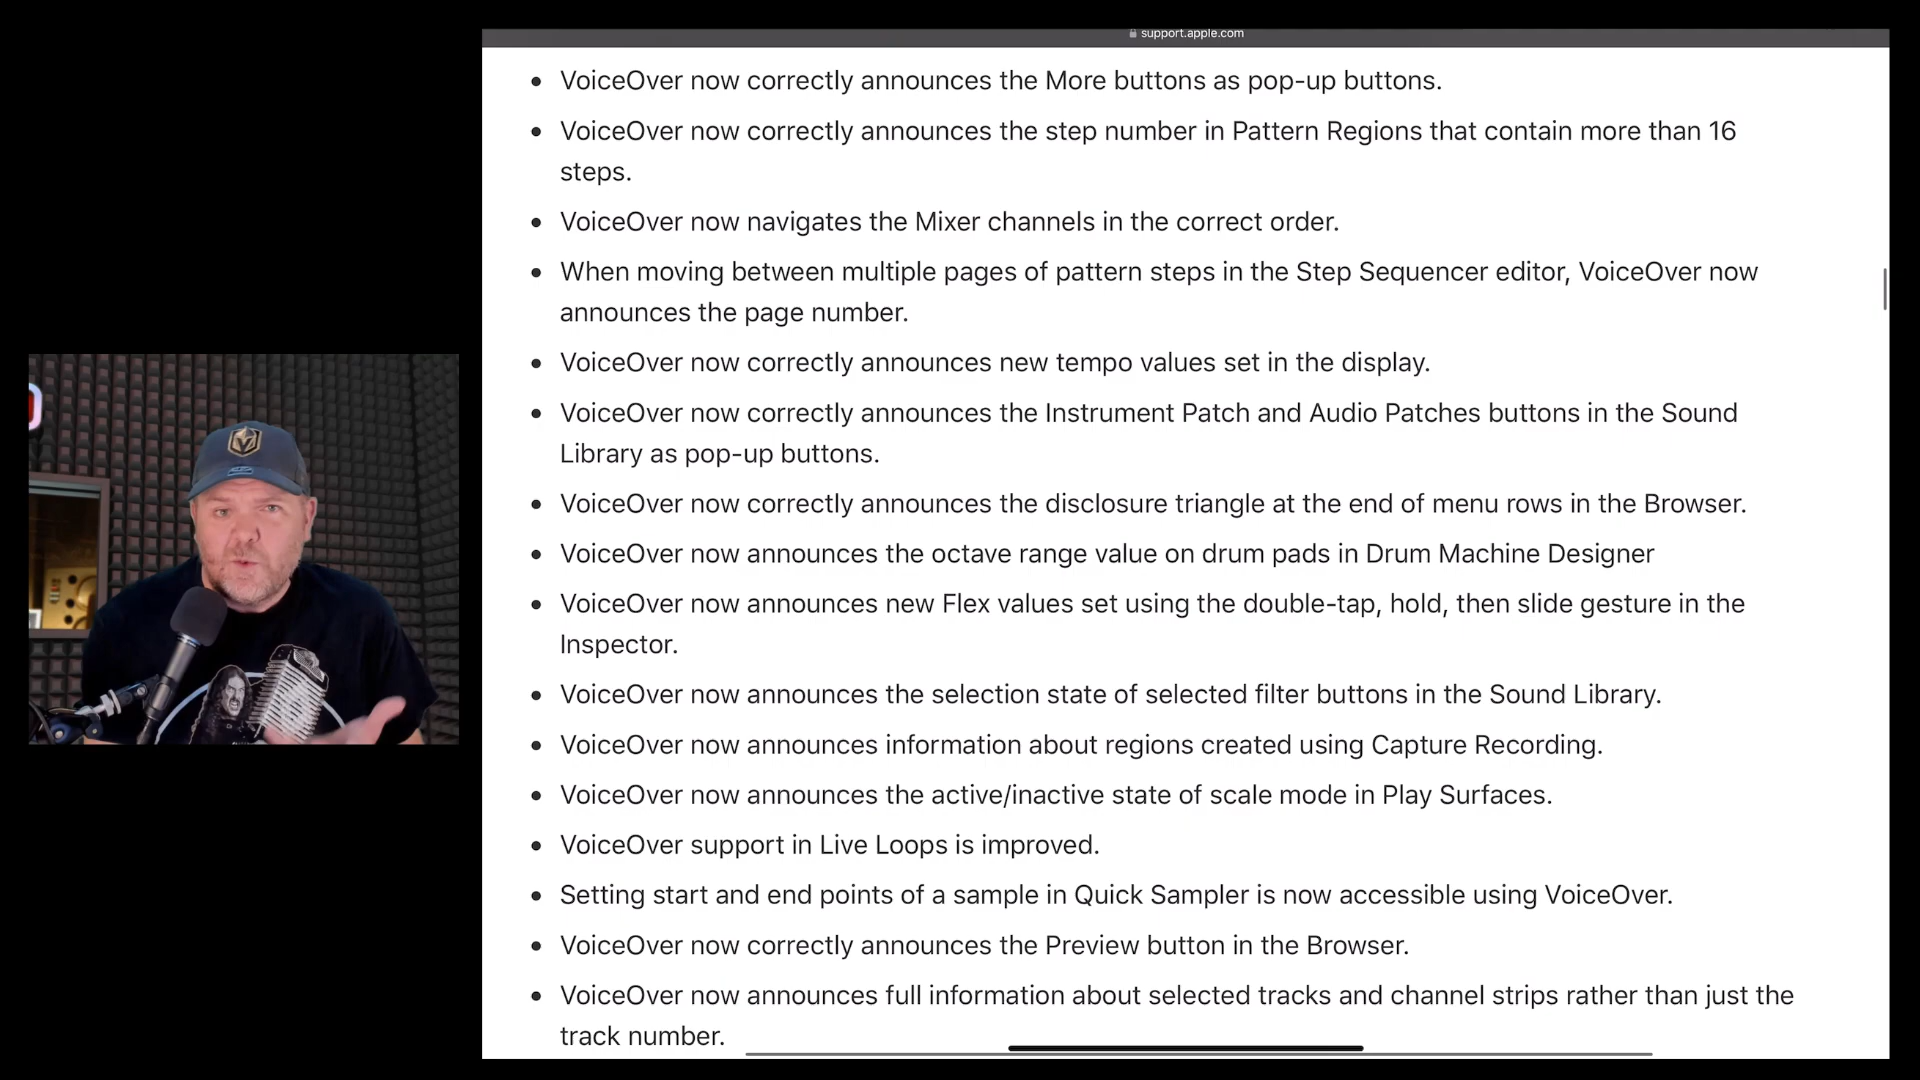 support.apple.com
• VoiceOver now correctly announces the More buttons as pop-up buttons.
• VoiceOver now correctly announces the step number in Pattern Regions that contain more than 16
steps.
• VoiceOver now navigates the Mixer channels in the correct order.
• When moving between multiple pages of pattern steps in the Step Sequencer editor, VoiceOver now
announces the page number.
• VoiceOver now correctly announces new tempo values set in the display.
• VoiceOver now correctly announces the Instrument Patch and Audio Patches buttons in the Sound
Library as pop-up buttons.
• VoiceOver now correctly announces the disclosure triangle at the end of menu rows in the Browser.
• VoiceOver now announces the octave range value on drum pads in Drum Machine Designer
• VoiceOver now announces new Flex values set using the double-tap, hold, then slide gesture in the
Inspector.
• VoiceOver now announces the selection state of selected filter buttons in the Sound Library.
• VoiceOver now announces information about regions created using Capture Recording.
• VoiceOver now announces the active/inactive state of scale mode in Play Surfaces.
• VoiceOver support in Live Loops is improved.
• Setting start and end points of a sample in Quick Sampler is now accessible using VoiceOver.
• VoiceOver now correctly announces the Preview button in the Browser.
• VoiceOver now announces full information about selected tracks and channel strips rather than just the
track number.